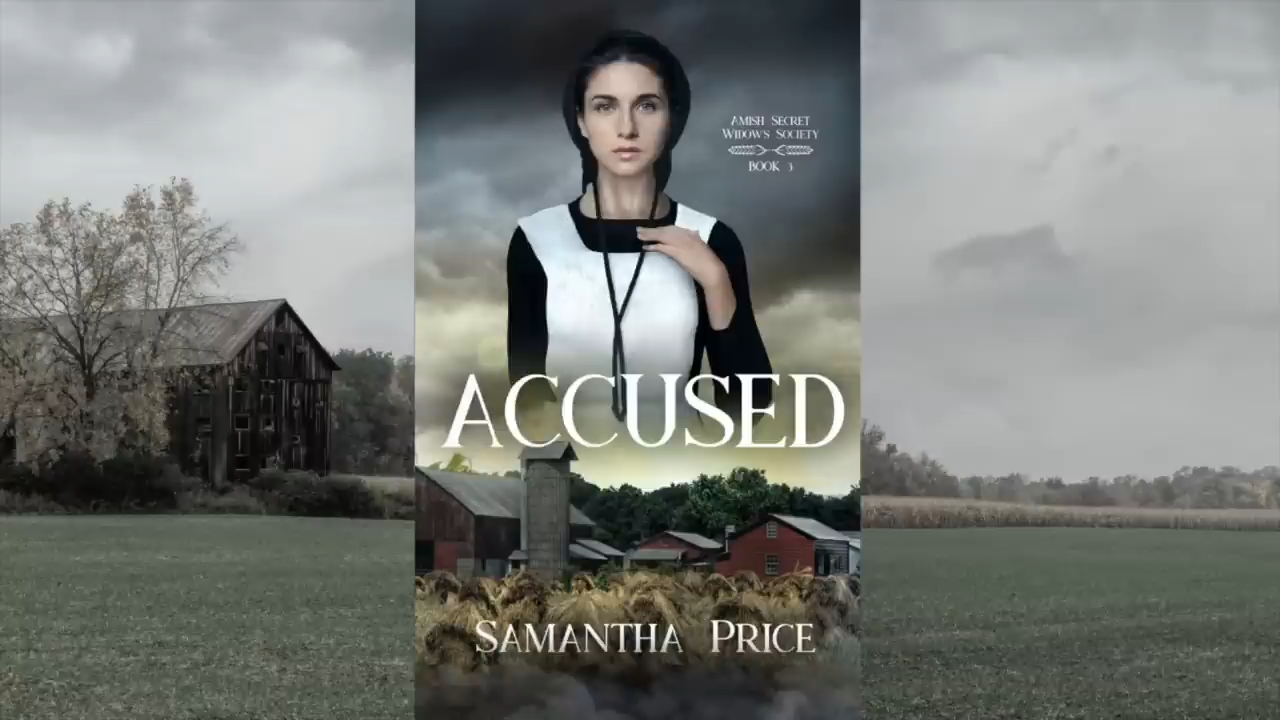 AMISH SECRET
WIDOW'S SOCIETY
BOOK 3
ACCUSED
SAMANTHA PRICE